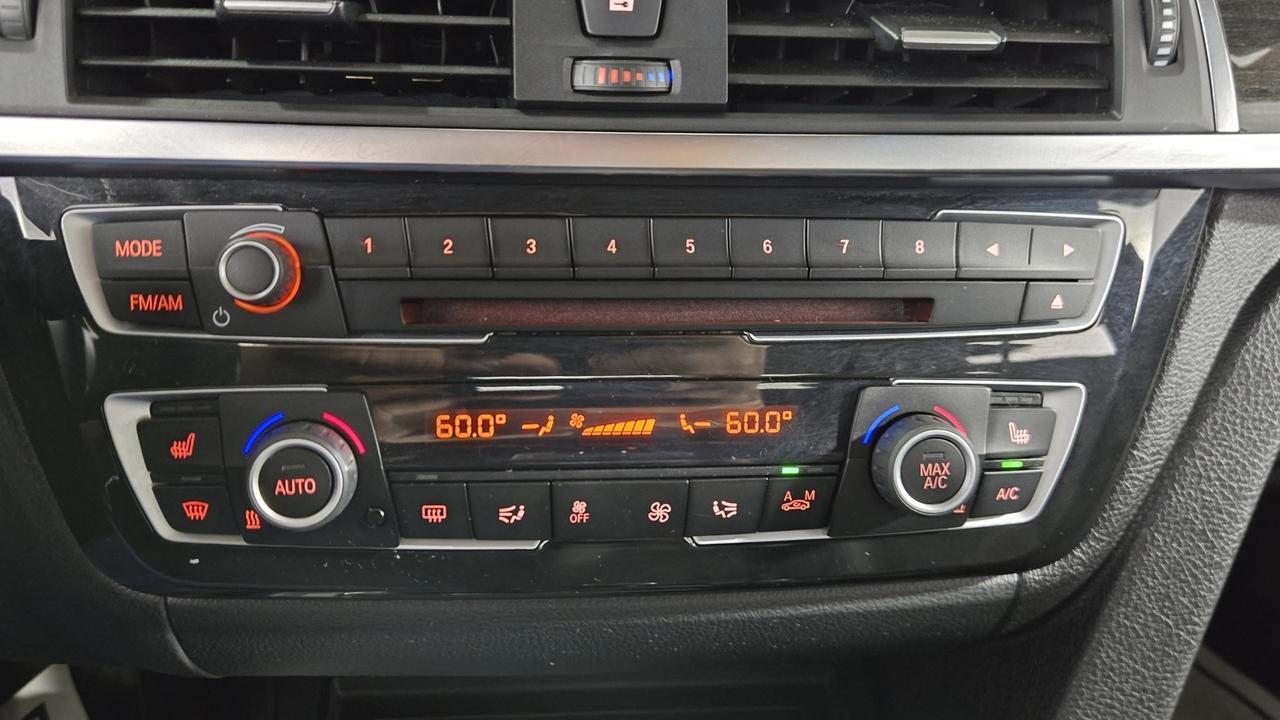 MODE 1 2 3 4 5 6 7 8
FM/AM
60.0° 60.0°
AUTO MAX A/C
OFF A M A/C